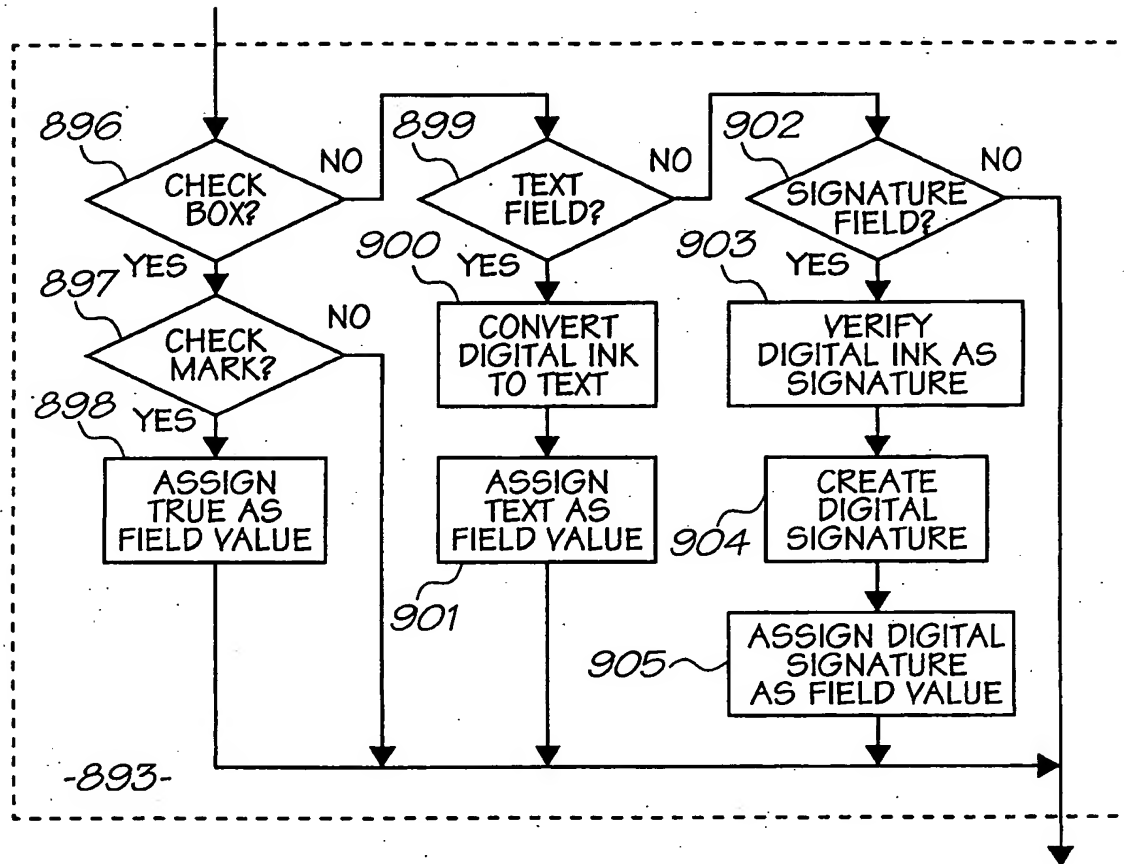 896
CHECK
BOX?
NO
YES
899
TEXT
FIELD?
NO
YES
902
SIGNATURE
FIELD?
NO
YES
897
CHECK
MARK?
NO
YES
898
ASSIGN
TRUE AS
FIELD VALUE
900
CONVERT
DIGITAL INK
TO TEXT
ASSIGN
TEXT AS
FIELD VALUE
901
903
VERIFY
DIGITAL INK AS
SIGNATURE
CREATE
DIGITAL
SIGNATURE
904
ASSIGN DIGITAL
SIGNATURE
AS FIELD VALUE
905
-893-